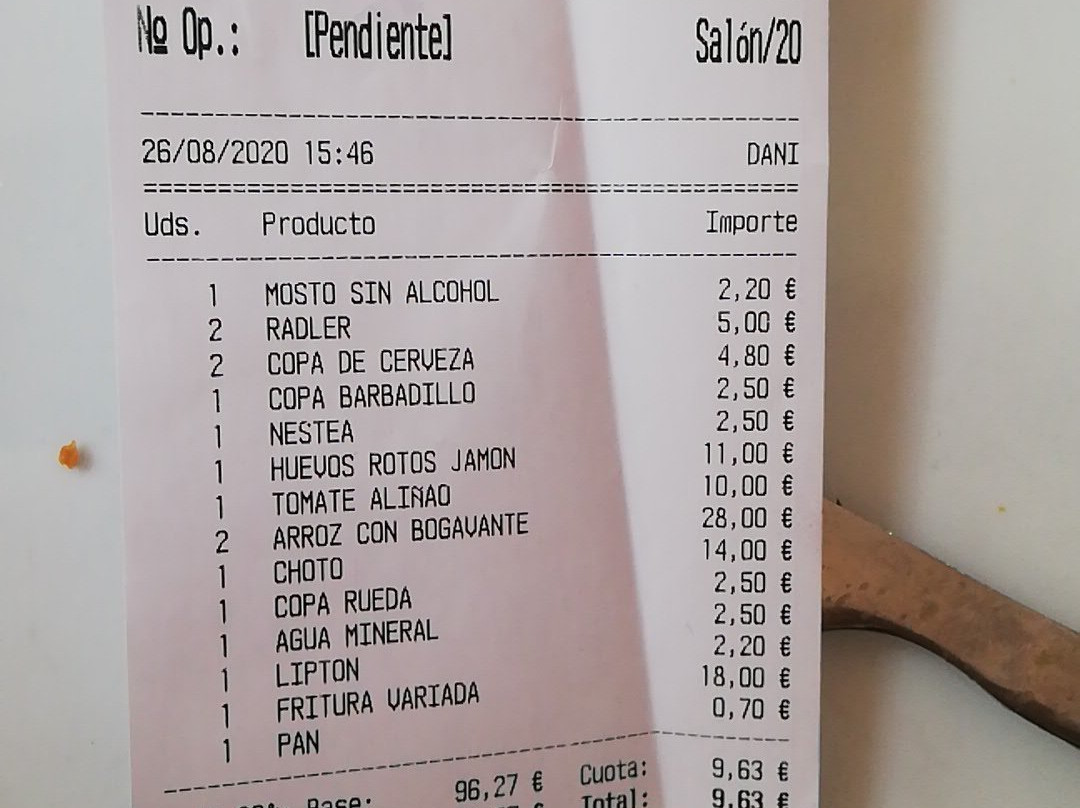 Nº Op.: [Pendiente] Salón/20
26/08/2020 15:46 DANI
Uds. Producto Importe
1 MOSTO SIN ALCOHOL 2,20 €
2 RADLER 5,00 €
2 COPA DE CERVEZA 4,80 €
1 COPA BARBADILLO 2,50 €
1 NESTEA 2,50 €
1 HUEVOS ROTOS JAMON 11,00 €
1 TOMATE ALIÑAO 10,00 €
2 ARROZ CON BOGAVANTE 28,00 €
1 CHOTO 14,00 €
1 COPA RUEDA 2,50 €
1 AGUA MINERAL 2,50 €
1 LIPTON 2,20 €
1 FRITURA VARIADA 18,00 €
1 PAN 0,70 €
Base: 96,27 € Cuota: 9,63 €
€ Total: 9,63 €